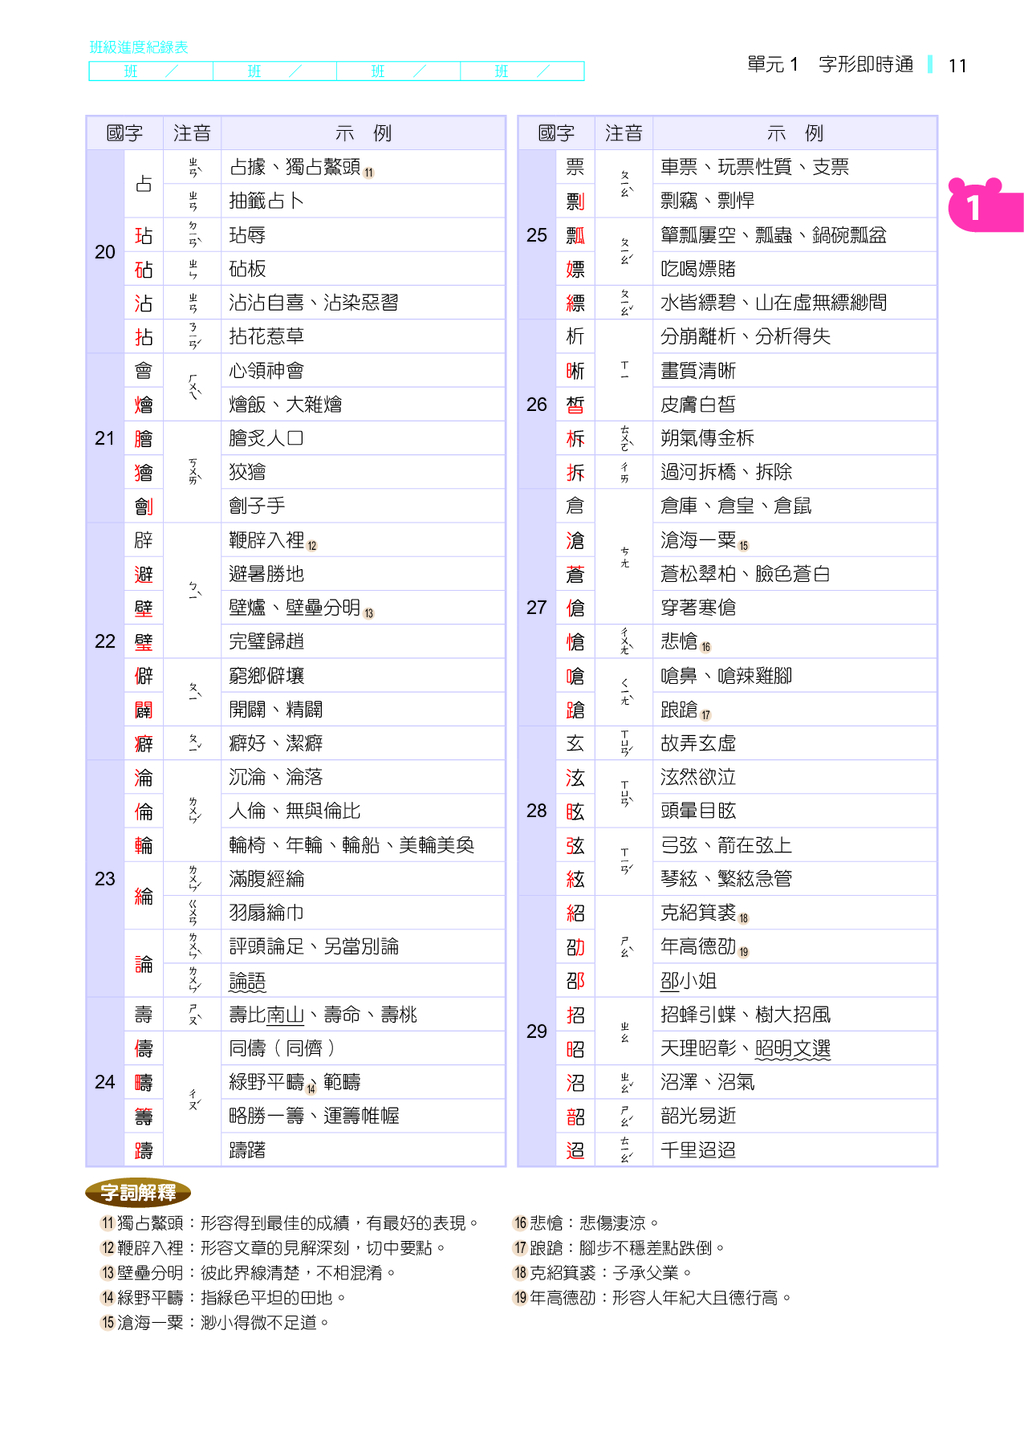 班級進度紀錄表
班 ／ 班 ／ 班 ／ 班 ／
單元 1 字形即時通 11
1
國字 注音 示 例
20 占 ㄓㄢˋ 占據、獨占鰲頭11
ㄓㄢ 抽籤占卜
玷 ㄉㄧㄢˋ 玷辱
砧 ㄓㄣ 砧板
沾 ㄓㄢ 沾沾自喜、沾染惡習
拈 ㄋㄧㄢˊ 拈花惹草
21 會 ㄏㄨㄟˋ 心領神會
燴 燴飯、大雜燴
膾 ㄎㄨㄞˋ 膾炙人口
獪 狡獪
劊 劊子手
22 辟 ㄅㄧˋ 鞭辟入裡12
避 避暑勝地
壁 壁爐、壁壘分明13
璧 完璧歸趙
僻 ㄆㄧˋ 窮鄉僻壤
闢 開闢、精闢
癖 ㄆㄧˇ 癖好、潔癖
23 淪 ㄌㄨㄣˊ 沉淪、淪落
倫 人倫、無與倫比
輪 輪椅、年輪、輪船、美輪美奐
綸 ㄌㄨㄣˊ 滿腹經綸
ㄍㄨㄢ 羽扇綸巾
論 ㄌㄨㄣˋ 評頭論足、另當別論
ㄌㄨㄣˊ 論語
24 壽 ㄕㄡˋ 壽比南山、壽命、壽桃
儔 ㄔㄡˊ 同儔（同儕）
疇 綠野平疇14、範疇
籌 略勝一籌、運籌帷幄
躊 躊躇
國字 注音 示 例
25 票 ㄆㄧㄠˋ 車票、玩票性質、支票
剽 剽竊、剽悍
瓢 ㄆㄧㄠˊ 簞瓢屢空、瓢蟲、鍋碗瓢盆
嫖 吃喝嫖賭
縹 ㄆㄧㄠˇ 水皆縹碧、山在虛無縹緲間
26 析 ㄒㄧ 分崩離析、分析得失
晰 畫質清晰
皙 皮膚白皙
柝 ㄊㄨㄛˋ 朔氣傳金柝
拆 ㄔㄞ 過河拆橋、拆除
27 倉 ㄘㄤ 倉庫、倉皇、倉鼠
滄 滄海一粟15
蒼 蒼松翠柏、臉色蒼白
傖 穿著寒傖
愴 ㄔㄨㄤˋ 悲愴16
嗆 ㄑㄧㄤˋ 嗆鼻、嗆辣雞腳
蹌 踉蹌17
28 玄 ㄒㄩㄢˊ 故弄玄虛
泫 ㄒㄩㄢˋ 泫然欲泣
眩 頭暈目眩
弦 ㄒㄧㄢˊ 弓弦、箭在弦上
絃 琴絃、繁絃急管
29 紹 ㄕㄠˋ 克紹箕裘18
劭 年高德劭19
邵 邵小姐
招 ㄓㄠ 招蜂引蝶、樹大招風
昭 天理昭彰、昭明文選
沼 ㄓㄠˇ 沼澤、沼氣
韶 ㄕㄠˊ 韶光易逝
迢 ㄊㄧㄠˊ 千里迢迢
字詞解釋
11 獨占鰲頭：形容得到最佳的成績，有最好的表現。
12 鞭辟入裡：形容文章的見解深刻，切中要點。
13 壁壘分明：彼此界線清楚，不相混淆。
14 綠野平疇：指綠色平坦的田地。
15 滄海一粟：渺小得微不足道。
16 悲愴：悲傷淒涼。
17 踉蹌：腳步不穩差點跌倒。
18 克紹箕裘：子承父業。
19 年高德劭：形容人年紀大且德行高。